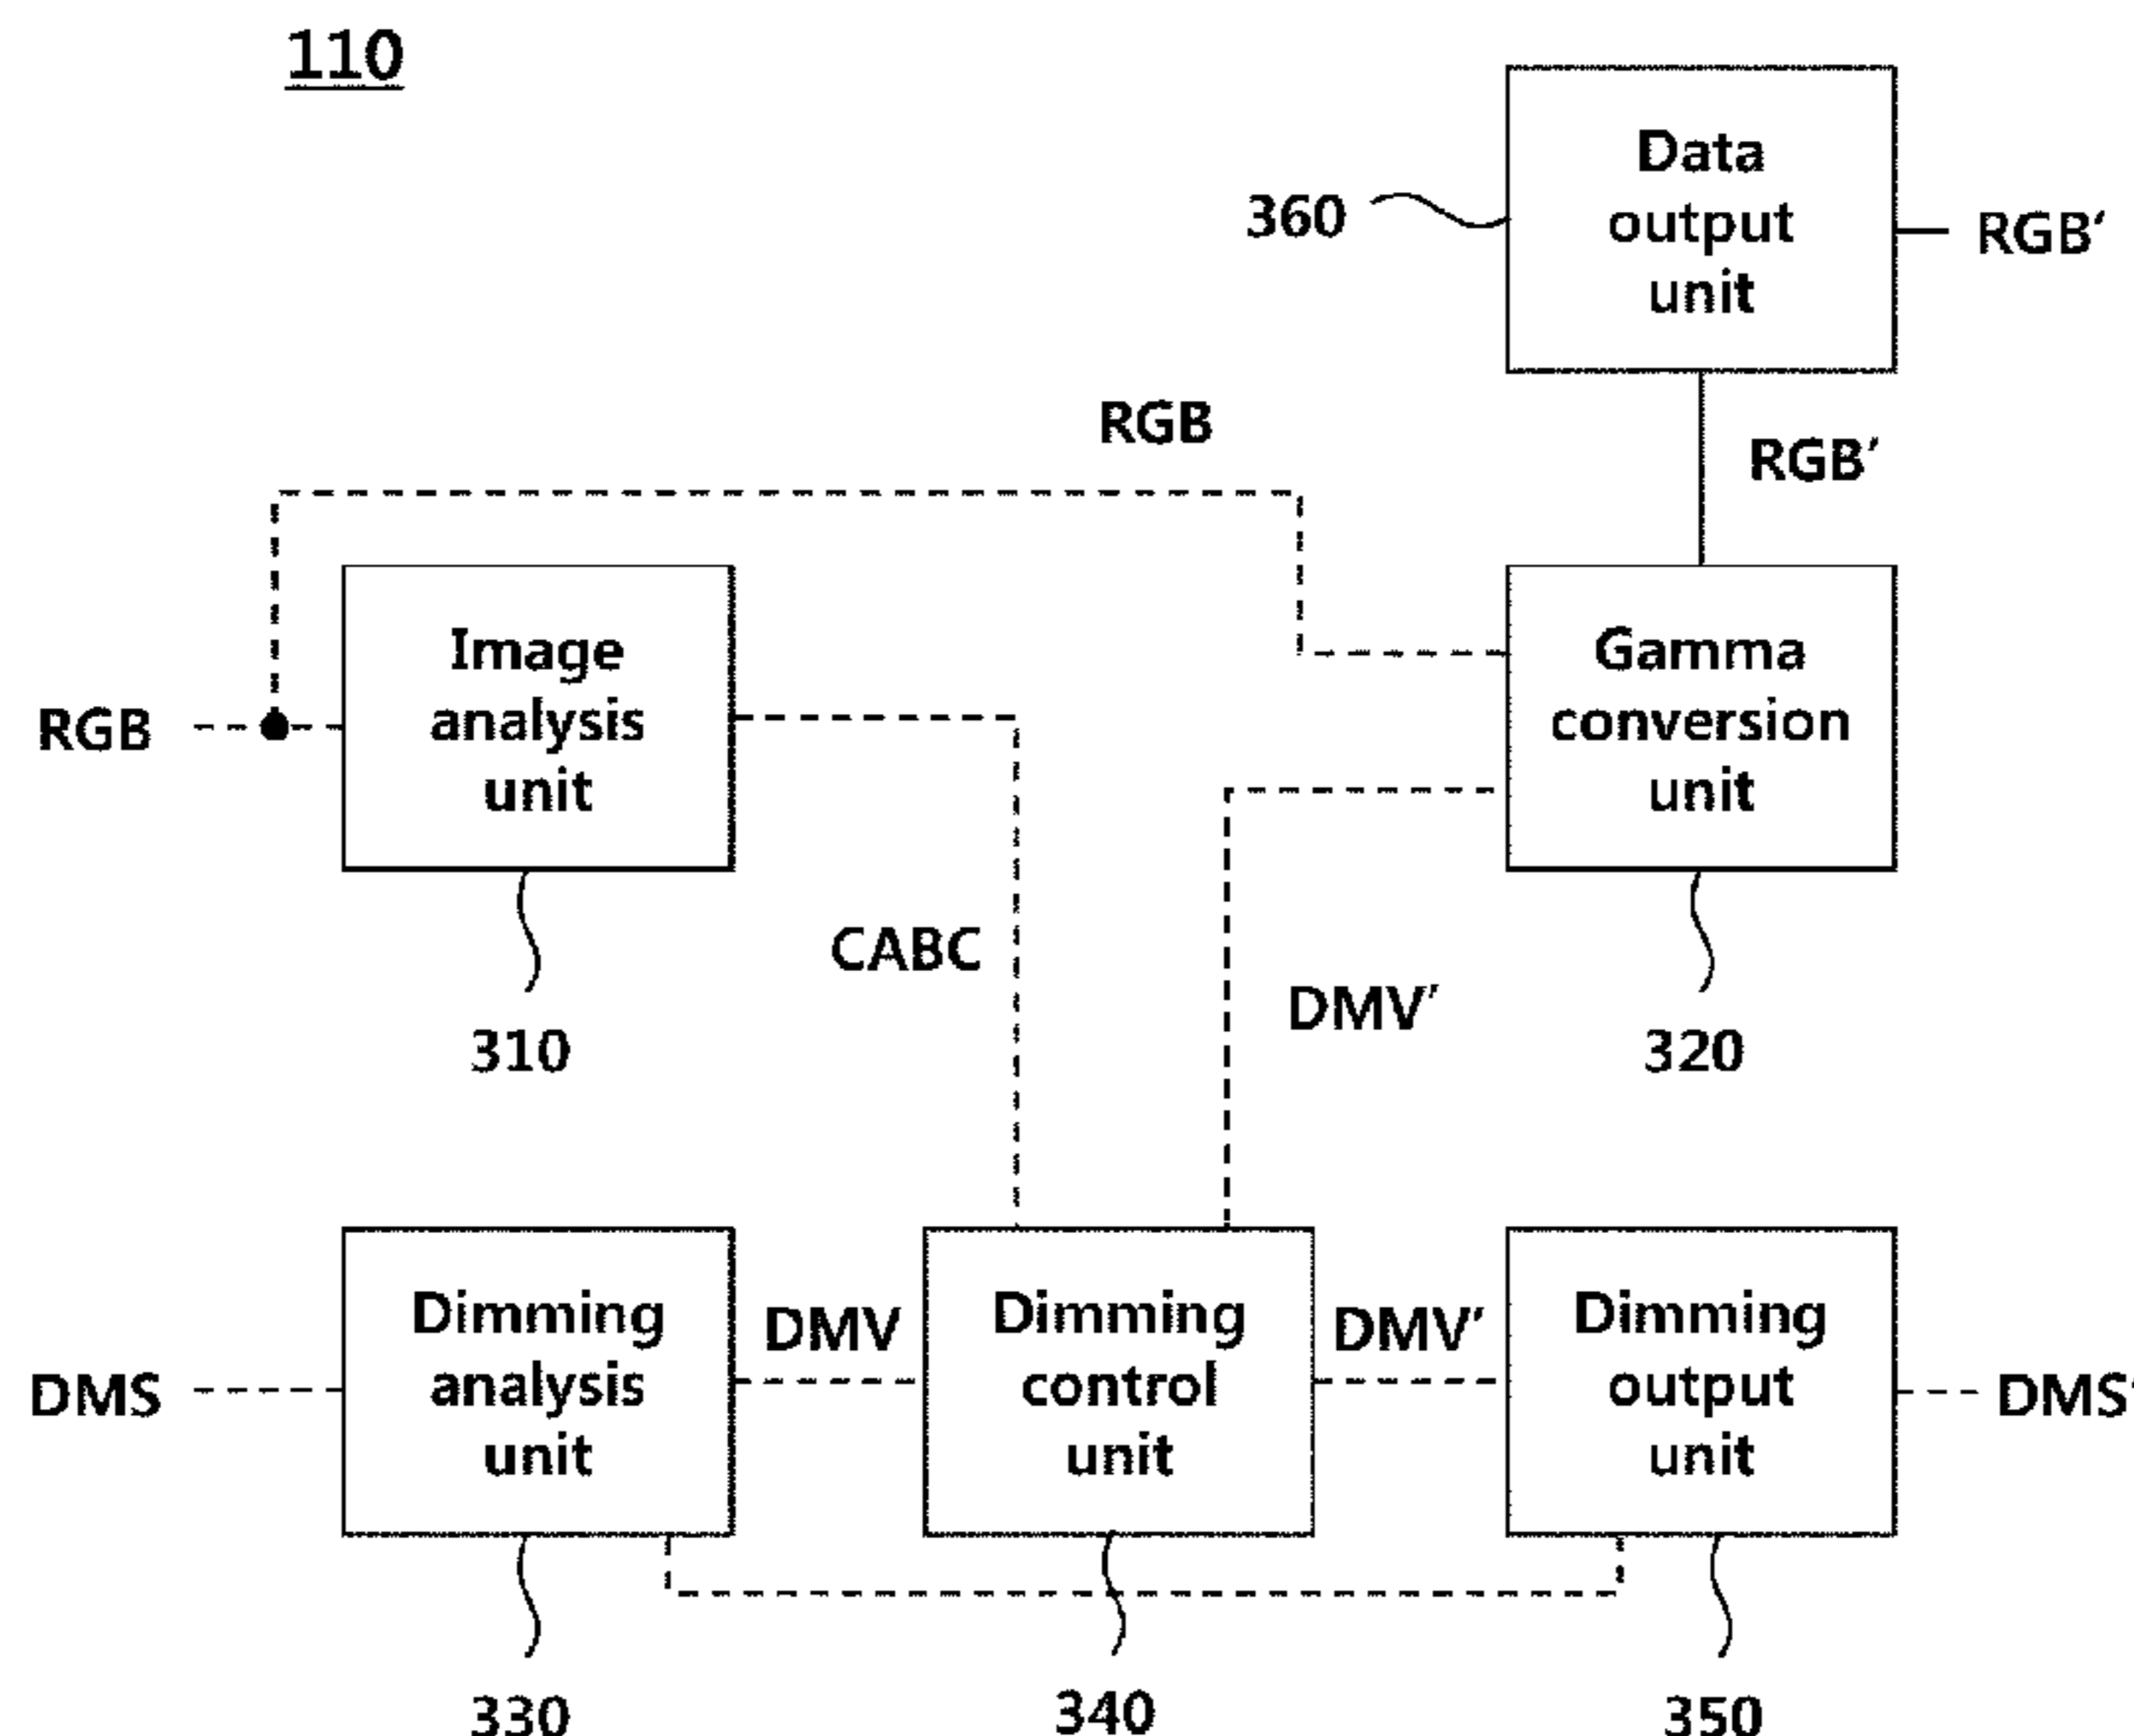 110
Data
output
unit
360
RGB'
RGB
RGB'
Image
analysis
unit
Gamma
conversion
unit
RGB
CABC
DMV'
310
320
Dimming
analysis
unit
Dimming
control
unit
Dimming
output
unit
DMV
DMV'
DMS
DMS'
330
340
350